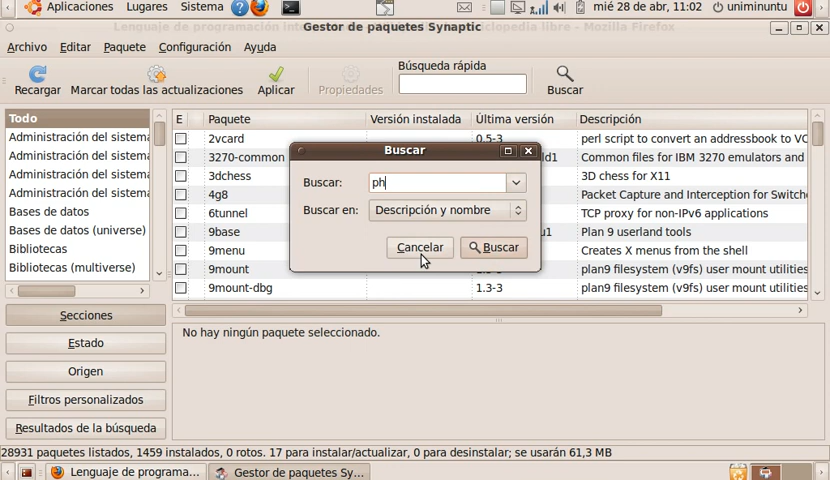 Aplicaciones Lugares Sistema mié 28 de abr, 11:02 uniminuntu
Gestor de paquetes Synaptic
Archivo Editar Paquete Configuración Ayuda
Recargar Marcar todas las actualizaciones Aplicar Propiedades Búsqueda rápida Buscar
Todo
Administración del sistema
Administración del sistema
Administración del sistema
Administración del sistema
Bases de datos
Bases de datos (universe)
Bibliotecas
Bibliotecas (multiverse)
E Paquete Versión instalada Última versión Descripción
2vcard 0.5-3 perl script to convert an addressbook to VC
3270-common Common files for IBM 3270 emulators and
3dchess 3D chess for X11
4g8 Packet Capture and Interception for Switche
6tunnel TCP proxy for non-IPv6 applications
9base Plan 9 userland tools
9menu Creates X menus from the shell
9mount plan9 filesystem (v9fs) user mount utilities
9mount-dbg 1.3-3 plan9 filesystem (v9fs) user mount utilities
Buscar
Buscar: ph
Buscar en: Descripción y nombre
Cancelar Buscar
Secciones
Estado
Origen
Filtros personalizados
Resultados de la búsqueda
No hay ningún paquete seleccionado.
28931 paquetes listados, 1459 instalados, 0 rotos. 17 para instalar/actualizar, 0 para desinstalar; se usarán 61,3 MB
Lenguaje de programa... Gestor de paquetes Sy...